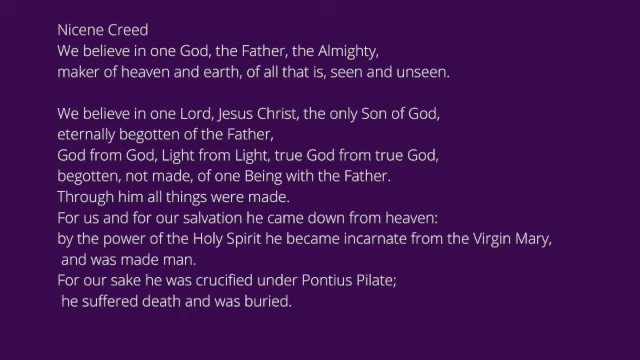 Nicene Creed
We believe in one God, the Father, the Almighty,
maker of heaven and earth, of all that is, seen and unseen.
We believe in one Lord, Jesus Christ, the only Son of God,
eternally begotten of the Father,
God from God, Light from Light, true God from true God,
begotten, not made, of one Being with the Father.
Through him all things were made.
For us and for our salvation he came down from heaven:
by the power of the Holy Spirit he became incarnate from the Virgin Mary,
and was made man.
For our sake he was crucified under Pontius Pilate;
he suffered death and was buried.